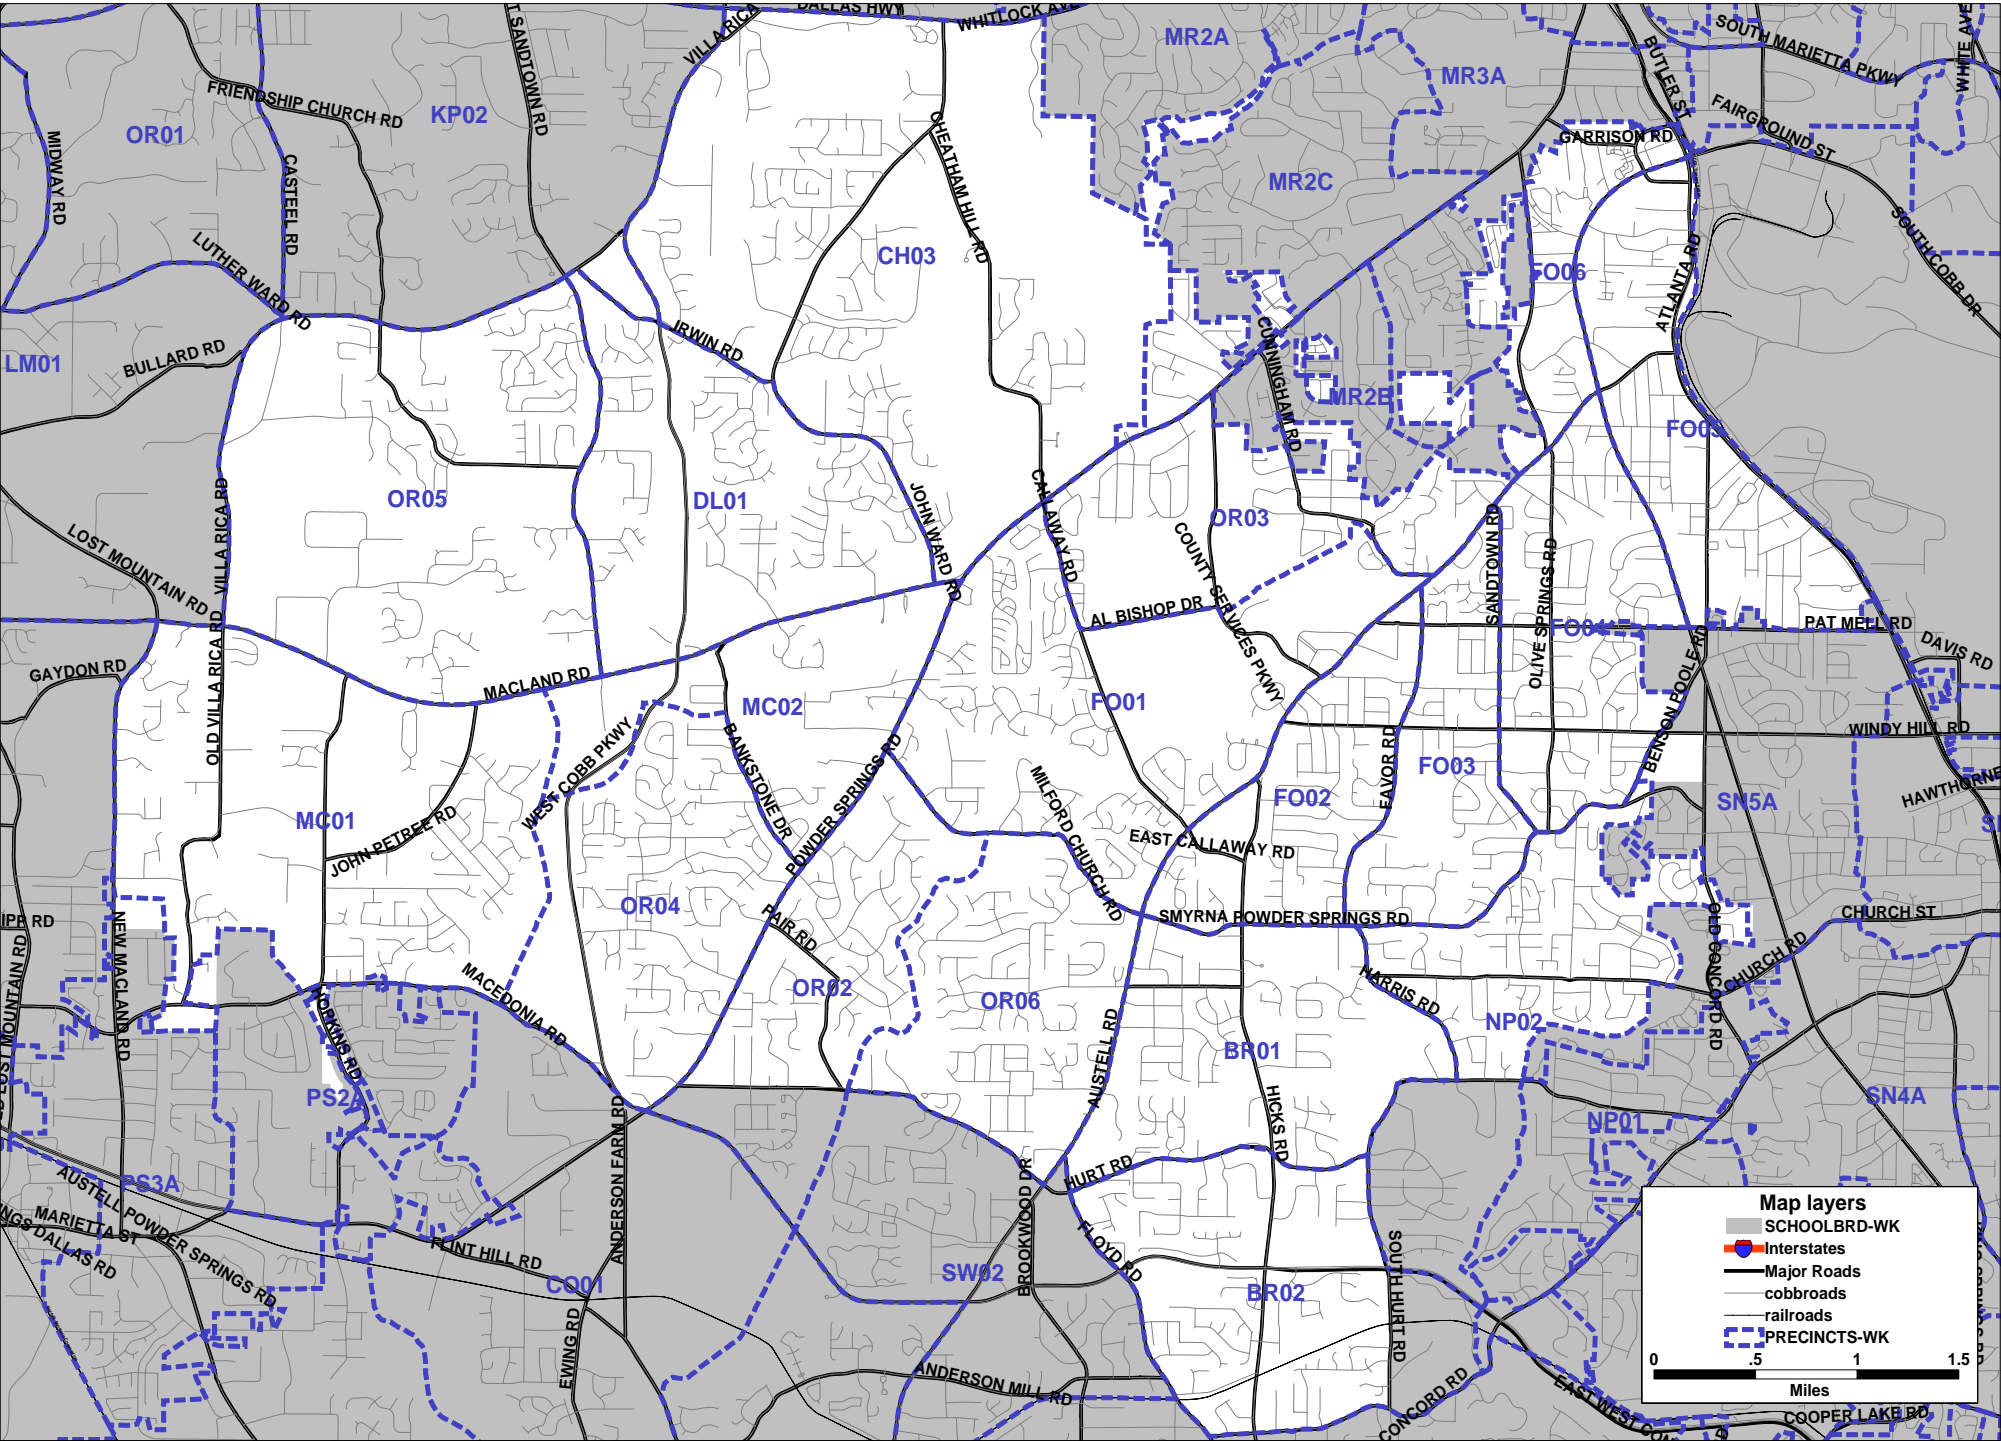 DALLAS HWY
WHITLOCK AVE
VILLA RICA
T SANDTOWN RD
MR2A
MR3A
BUTLER ST
SOUTH MARIETTA PKWY
WHITE AVE
FRIENDSHIP CHURCH RD
KP02
OR01
MIDWAY RD
CASTEEL RD
CHEATHAM HILL RD
GARRISON RD
FAIRGROUND ST
MR2C
SOUTH COBB DR
LUTHER WARD RD
CH03
FO06
ATLANTA RD
LM01
BULLARD RD
IRWIN RD
CUNNINGHAM RD
MR2B
FO05
OR05
DL01
JOHN WARD RD
CALLAWAY RD
OR03
COUNTY SERVICES PKWY
SANDTOWN RD
OLIVE SPRINGS RD
VILLA RICA RD
LOST MOUNTAIN RD
OLD VILLA RICA RD
AL BISHOP DR
FO04
PAT MELL RD
DAVIS RD
GAYDON RD
MACLAND RD
MC02
FO01
BENSON POOLE RD
WINDY HILL RD
WEST COBB PKWY
BANKSTONE DR
POWDER SPRINGS RD
MILFORD CHURCH RD
FAVOR RD
FO03
FO02
SN5A
HAWTHORNE
MC01
JOHN PETREE RD
EAST CALLAWAY RD
OR04
PAIR RD
SMYRNA POWDER SPRINGS RD
CHURCH ST
OLD CONCORD RD
CHURCH RD
IPP RD
NEW MACLAND RD
MACEDONIA RD
OR02
OR06
HARRIS RD
NP02
HOPKINS RD
AUSTELL RD
BR01
PS2A
ANDERSON FARM RD
HICKS RD
NP01
SN4A
PS3A
AUSTELL POWDER SPRINGS RD
MARIETTA ST
NGS DALLAS RD
FLINT HILL RD
CO01
EWING RD
SW02
BROOKWOOD DR
HURT RD
FLOYD RD
BR02
SOUTH HURT RD
ANDERSON MILL RD
CONCORD RD
EAST WEST CON
COOPER LAKE RD
Map layers
SCHOOLBRD-WK
Interstates
Major Roads
cobbroads
railroads
PRECINCTS-WK
0 .5 1 1.5
Miles